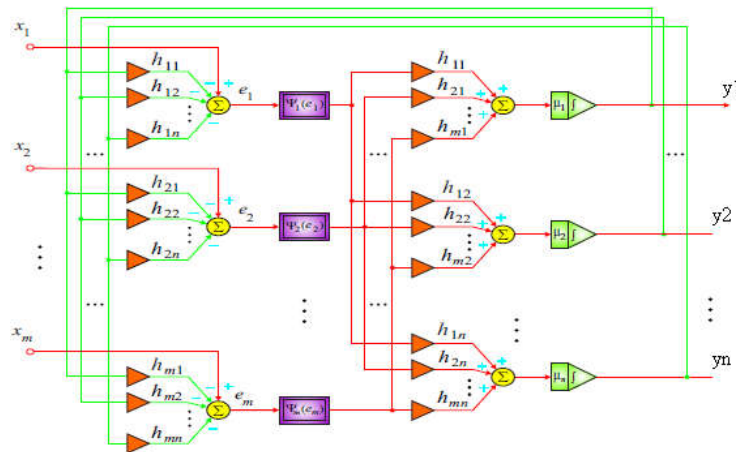 x1
h11
h12
h1n
e1
Ψ1(e1)
h11
h21
hm1
μ1 ∫
y1
x2
h21
h22
h2n
e2
Ψ2(e2)
h12
h22
hm2
μ2 ∫
y2
xm
hm1
hm2
hmn
em
Ψm(em)
h1n
h2n
hmn
μn ∫
yn